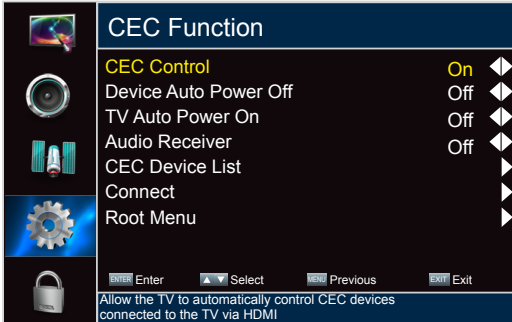 CEC Function
CEC Control On
Device Auto Power Off Off
TV Auto Power On Off
Audio Receiver Off
CEC Device List
Connect
Root Menu
ENTER Enter ▲ ▼ Select MENU Previous EXIT Exit
Allow the TV to automatically control CEC devices
connected to the TV via HDMI